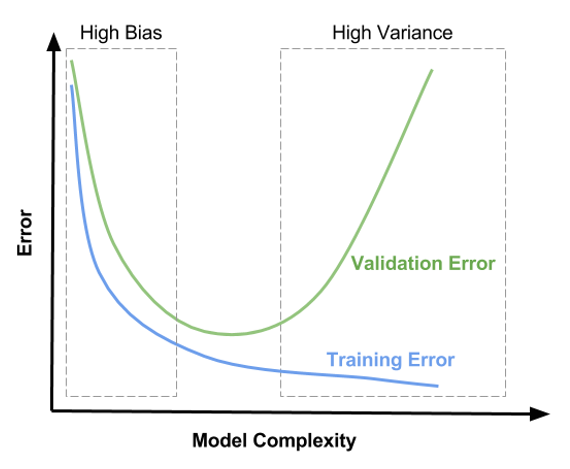 High Bias
High Variance
Error
Validation Error
Training Error
Model Complexity